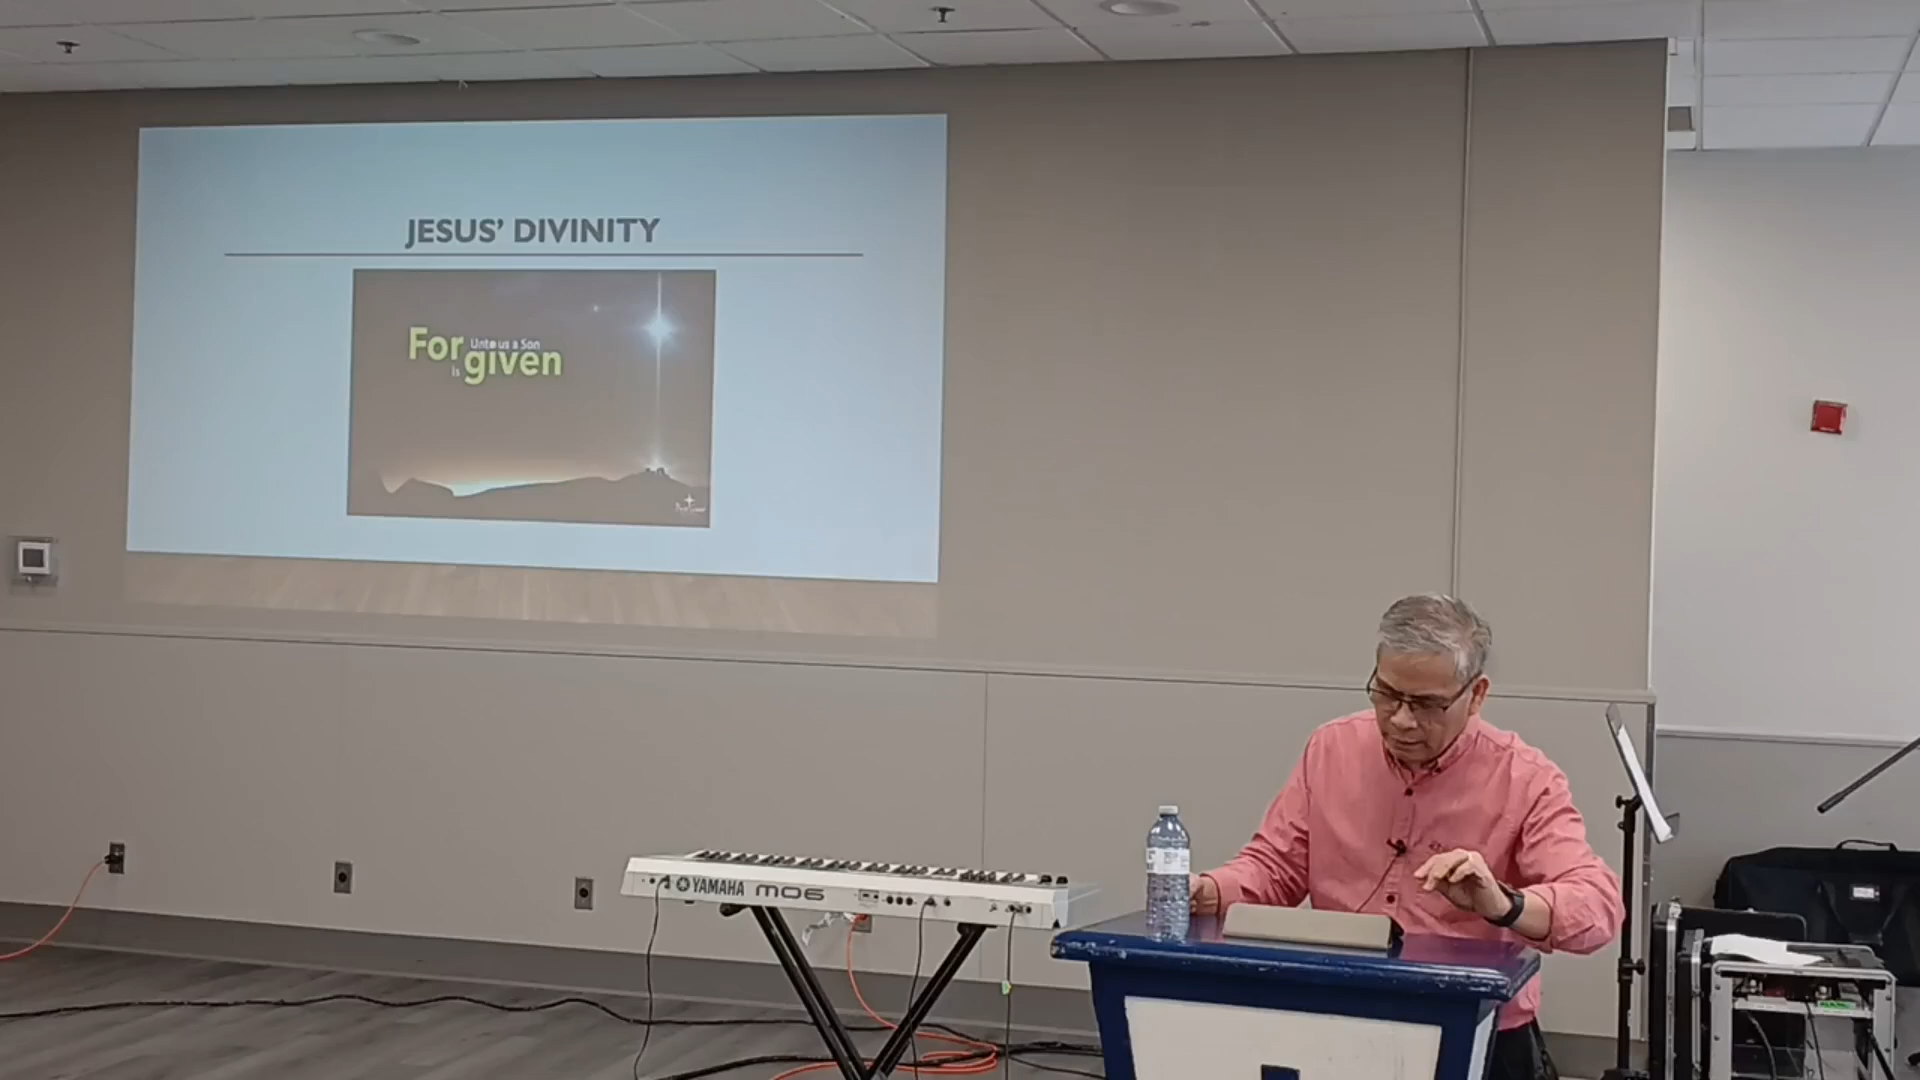 JESUS' DIVINITY
For Unto us a Son
is given
YAMAHA MO6